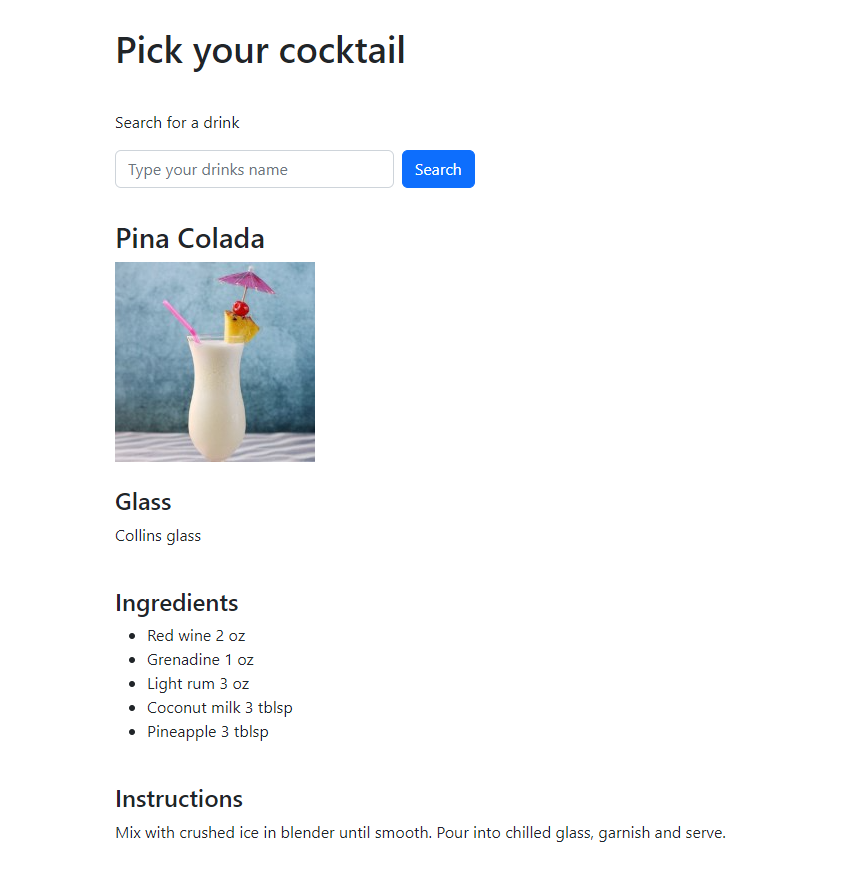 Pick your cocktail
Search for a drink
Type your drinks name Search
Pina Colada
Glass
Collins glass
Ingredients
Red wine 2 oz
Grenadine 1 oz
Light rum 3 oz
Coconut milk 3 tblsp
Pineapple 3 tblsp
Instructions
Mix with crushed ice in blender until smooth. Pour into chilled glass, garnish and serve.